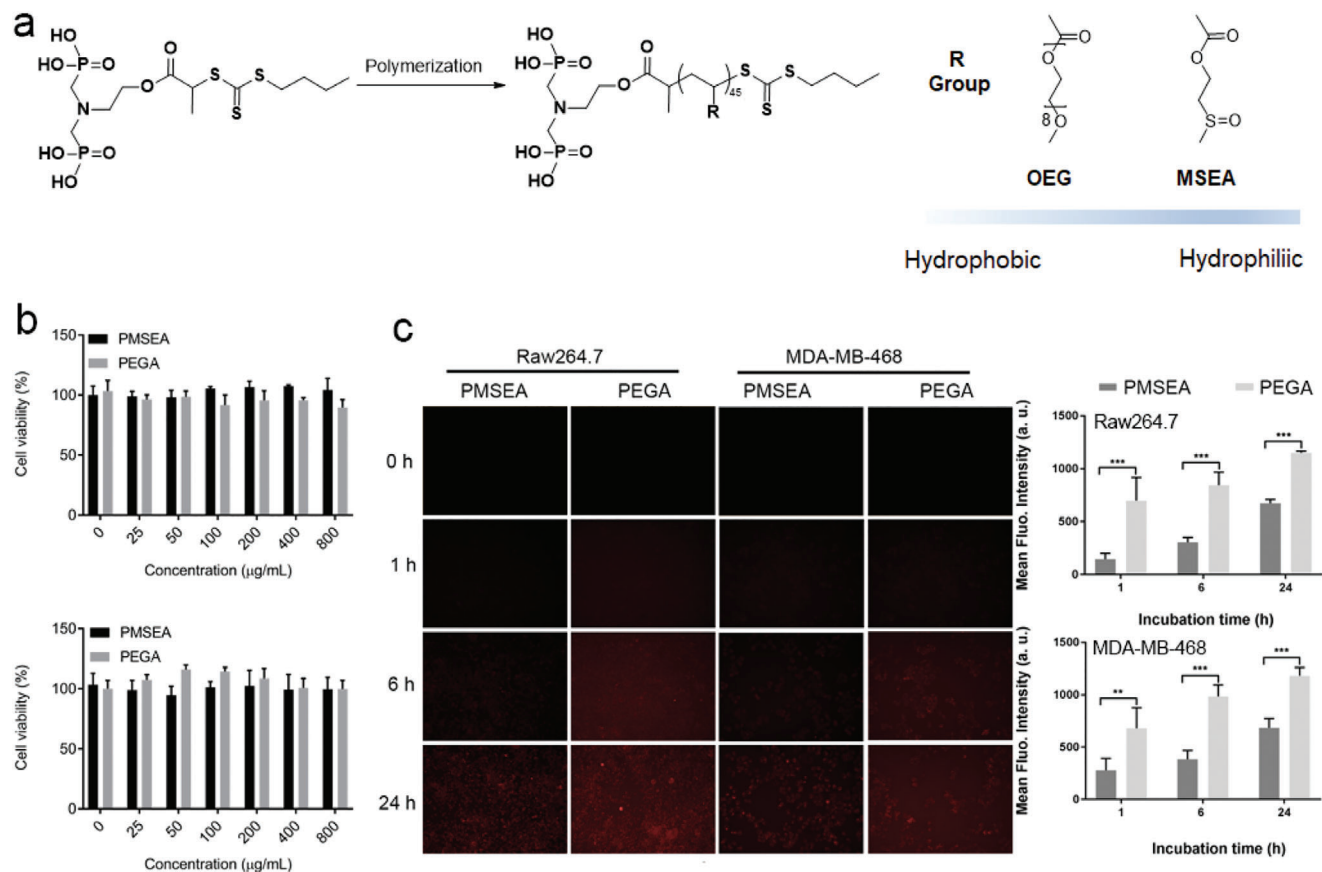 a
HO
HO
P
O
N
HO
P
O
HO
O
O
S
S
S
Polymerization
HO
HO
P
O
N
HO
P
O
HO
O
O
45
R
S
S
S
R
Group
O
O
8
O
OEG
O
O
S
O
MSEA
Hydrophobic
Hydrophiliic
b
150
100
50
0
Cell viability (%)
PMSEA
PEGA
0
25
50
100
200
400
800
Concentration (µg/mL)
150
100
50
0
Cell viability (%)
PMSEA
PEGA
0
25
50
100
200
400
800
Concentration (µg/mL)
c
Raw264.7
MDA-MB-468
PMSEA
PEGA
PMSEA
PEGA
0 h
1 h
6 h
24 h
PMSEA
PEGA
Mean Fluo. Intensity (a. u.)
1500
1000
500
0
Raw264.7
***
***
***
1
6
24
Incubation time (h)
Mean Fluo. Intensity (a. u.)
1500
1000
500
0
MDA-MB-468
**
***
***
1
6
24
Incubation time (h)